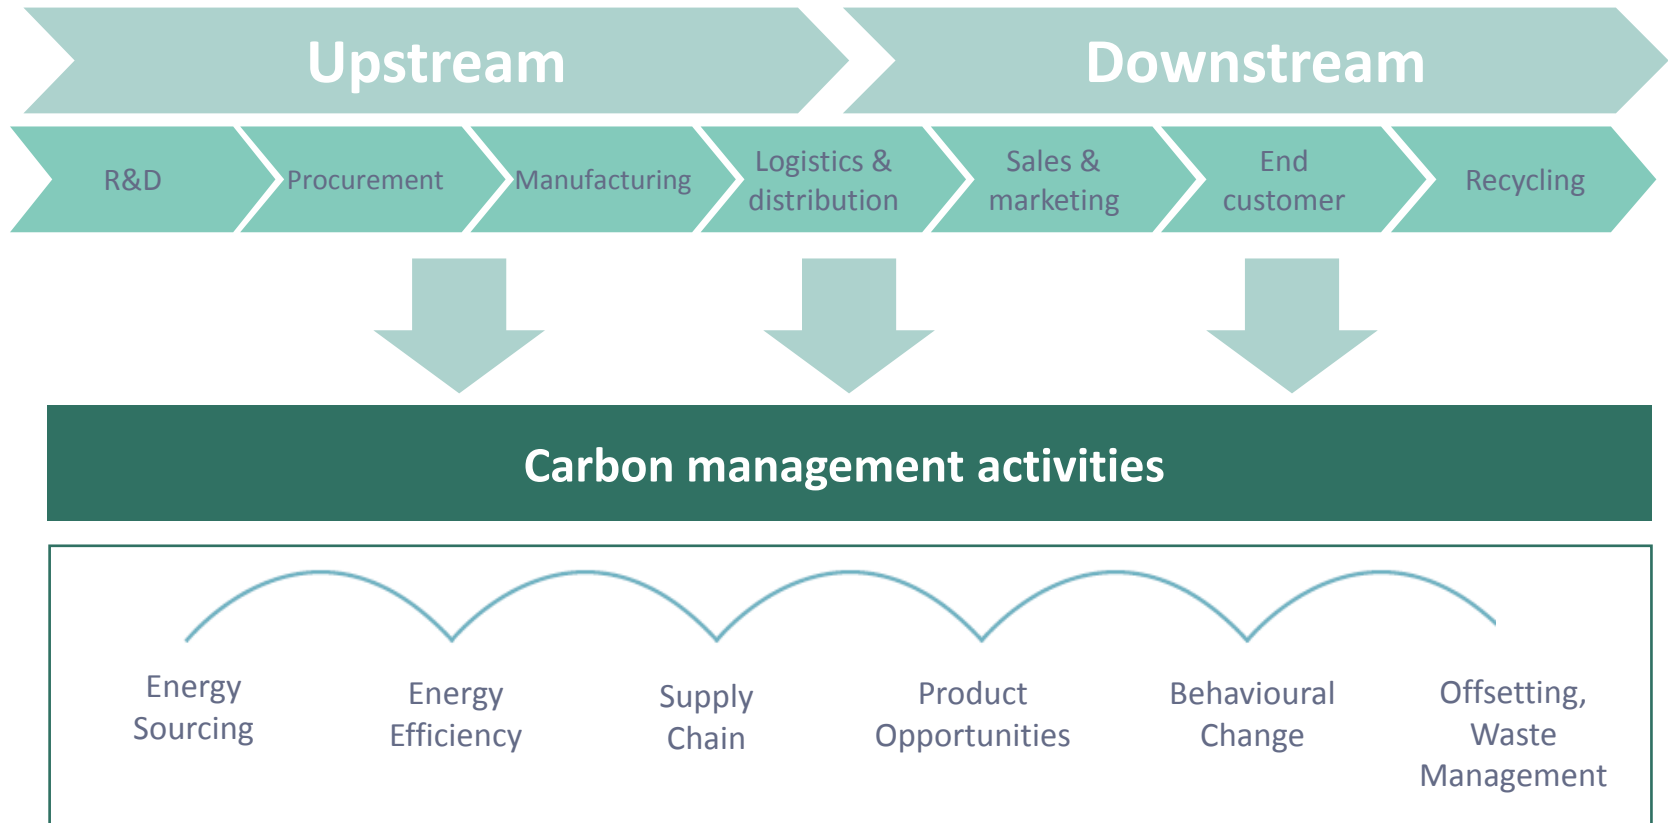 Upstream
Downstream
R&D
Procurement
Manufacturing
Logistics &
distribution
Sales &
marketing
End
customer
Recycling
Carbon management activities
Energy
Sourcing
Energy
Efficiency
Supply
Chain
Product
Opportunities
Behavioural
Change
Offsetting,
Waste
Management